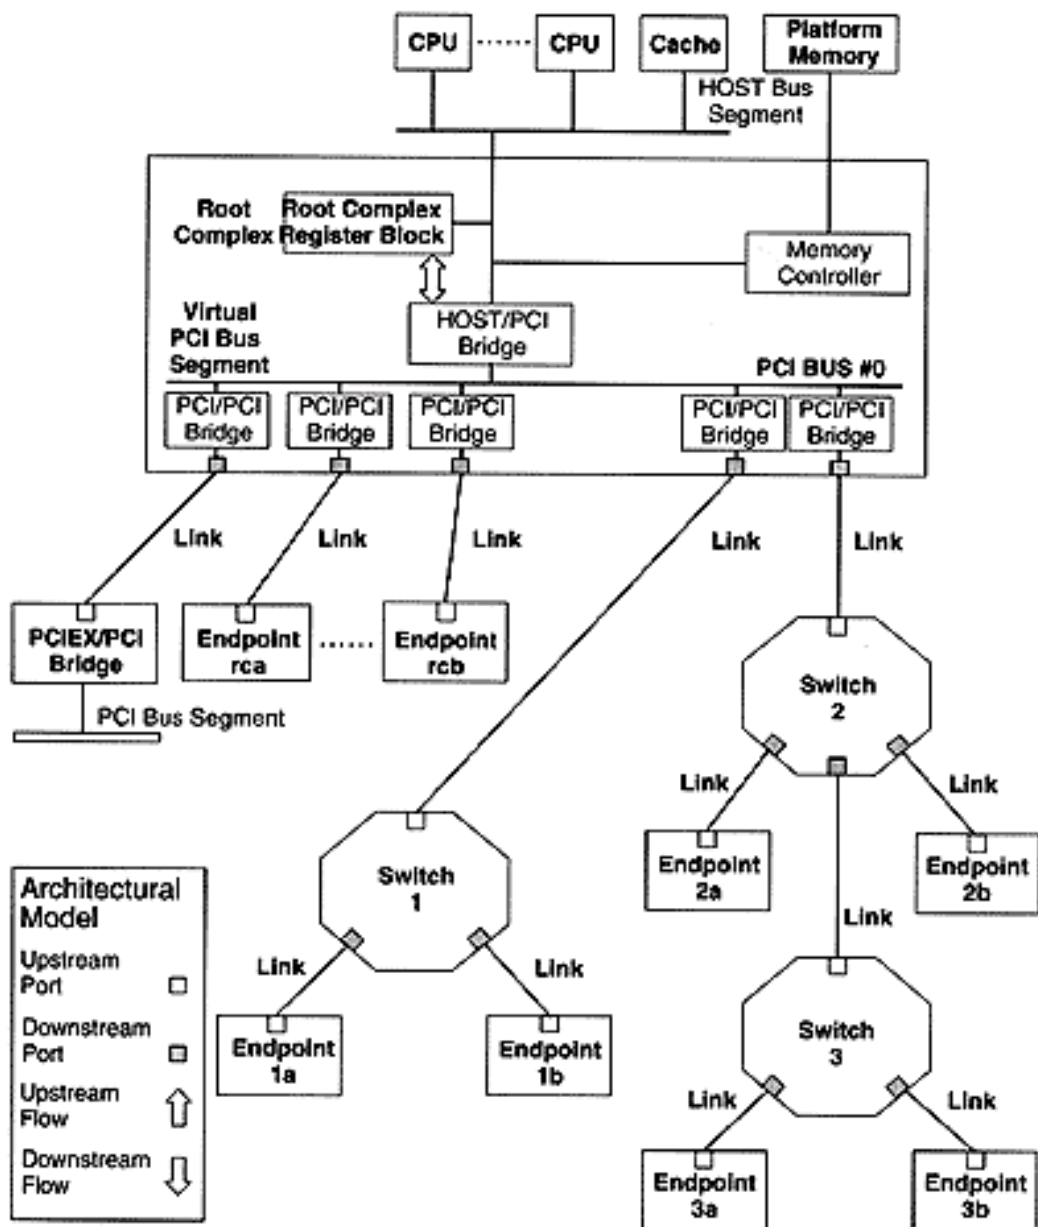 CPU
CPU
Cache
Platform
Memory
HOST Bus
Segment
Root
Complex
Root Complex
Register Block
Memory
Controller
Virtual
PCI Bus
Segment
HOST/PCI
Bridge
PCI BUS #0
PCI/PCI
Bridge
PCI/PCI
Bridge
PCI/PCI
Bridge
PCI/PCI
Bridge
PCI/PCI
Bridge
Link
Link
Link
Link
Link
PCIEX/PCI
Bridge
Endpoint
rca
Endpoint
rcb
PCI Bus Segment
Switch
2
Link
Link
Endpoint
2a
Endpoint
2b
Link
Switch
1
Link
Link
Endpoint
1a
Endpoint
1b
Switch
3
Link
Link
Endpoint
3a
Endpoint
3b
Architectural
Model
Upstream
Port
Downstream
Port
Upstream
Flow
Downstream
Flow